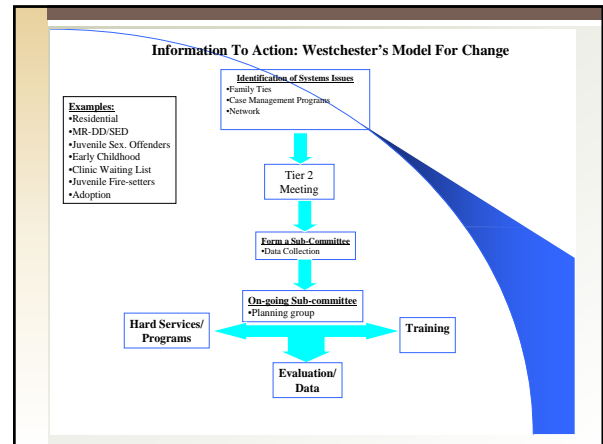 Information To Action: Westchester's Model For Change
Identification of Systems Issues
•Family Ties
•Case Management Programs
•Network
Examples:
•Residential
•MR-DD/SED
•Juvenile Sex. Offenders
•Early Childhood
•Clinic Waiting List
•Juvenile Fire-setters
•Adoption
Tier 2
Meeting
Form a Sub-Committee
•Data Collection
On-going Sub-committee
•Planning group
Hard Services/
Programs
Training
Evaluation/
Data